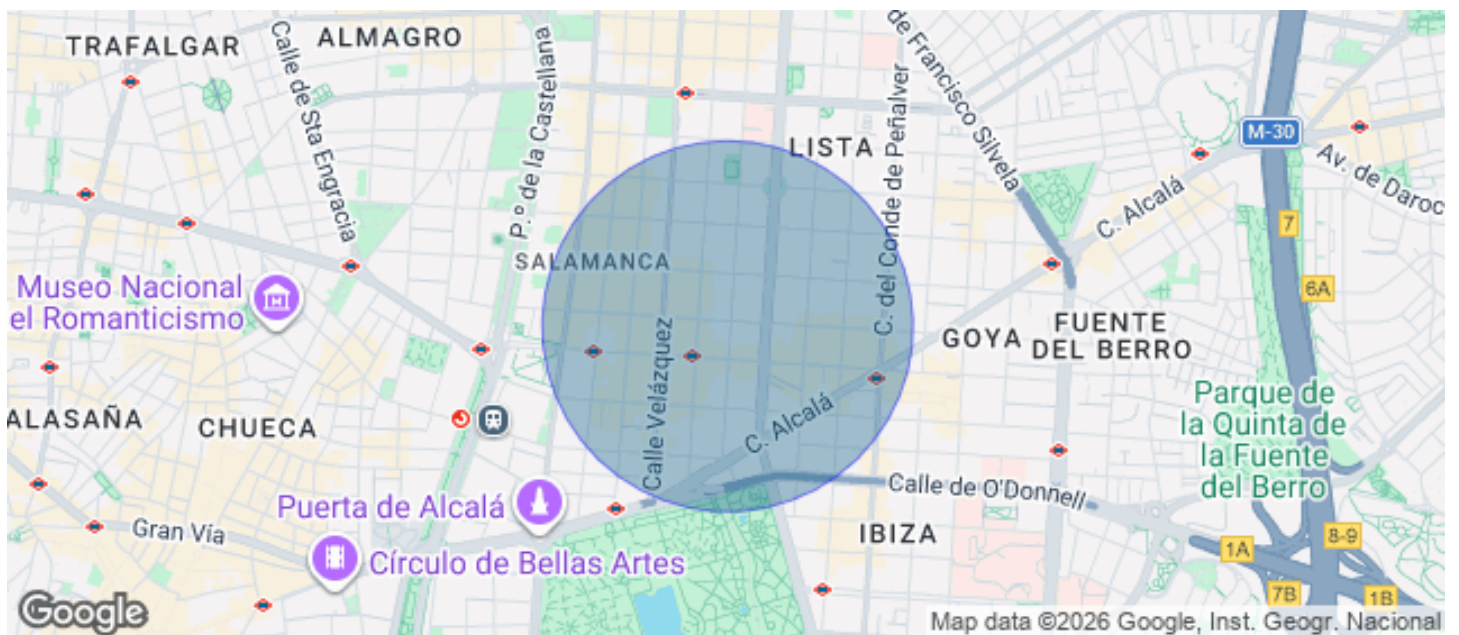 TRAFALGAR
ALMAGRO
Calle de Sta Engracia
P.º de la Castellana
de Francisco Silvela
C. del Conde de Peñalver
LISTA
M-30
Av. de Daroc
C. Alcalá
7
SALAMANCA
Museo Nacional
el Romanticismo
6A
GOYA
FUENTE
DEL BERRO
Calle Velázquez
Parque de
la Quinta de
la Fuente
del Berro
ALASAÑA
CHUECA
C. Alcalá
Puerta de Alcalá
Calle de O'Donnell
Gran Vía
IBIZA
8-9
1A
Círculo de Bellas Artes
7B
1B
Google
Map data ©2026 Google, Inst. Geogr. Nacional